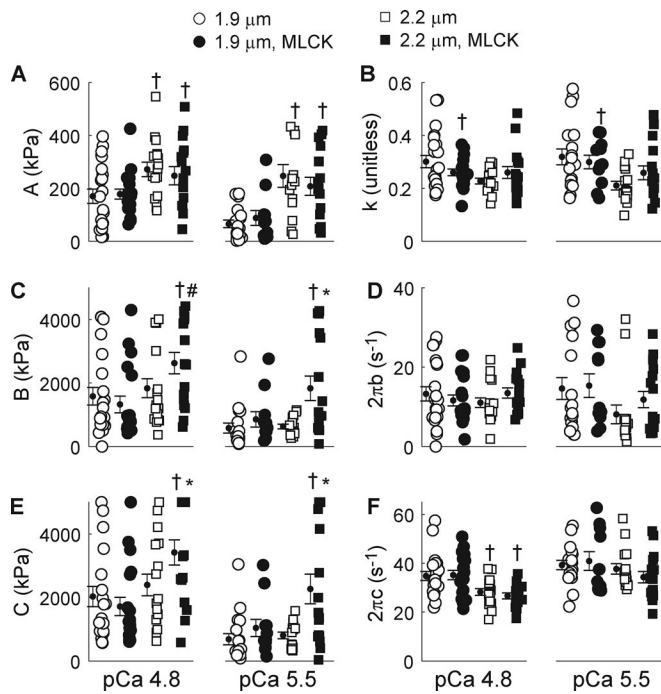 1.9 μm
2.2 μm
1.9 μm, MLCK
2.2 μm, MLCK
A
A (kPa)
600
400
200
0
† † † †
B
k (unitless)
0.6
0.4
0.2
0
† †
C
B (kPa)
4000
2000
0
†# †*
D
2πb (s⁻¹)
40
20
0
E
C (kPa)
4000
2000
0
†* †*
pCa 4.8
pCa 5.5
F
2πc (s⁻¹)
60
40
20
0
† †
pCa 4.8
pCa 5.5